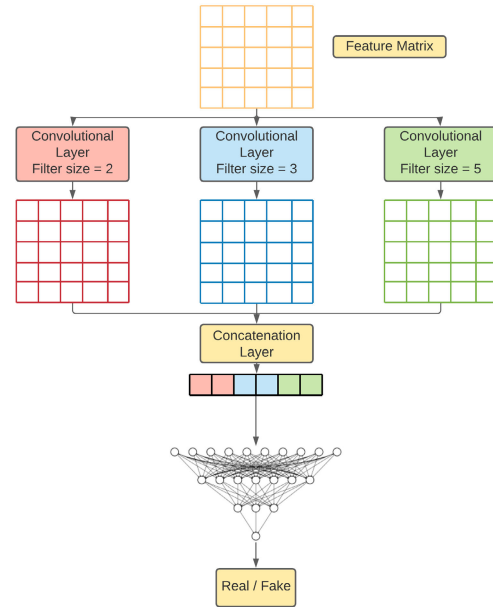 Feature Matrix
Convolutional
Layer
Filter size = 2
Convolutional
Layer
Filter size = 3
Convolutional
Layer
Filter size = 5
Concatenation
Layer
Real / Fake